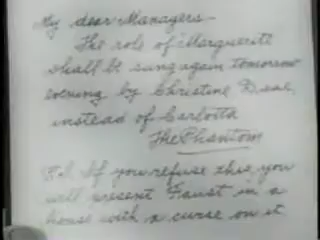 My dear Managers
The role of "Marguerite
shall be sung again tomorrow
evening by Christine Daae,
instead of Carlotta
The Phantom
P.S. If you refuse this, you
will present Faust in a
house with a curse on it